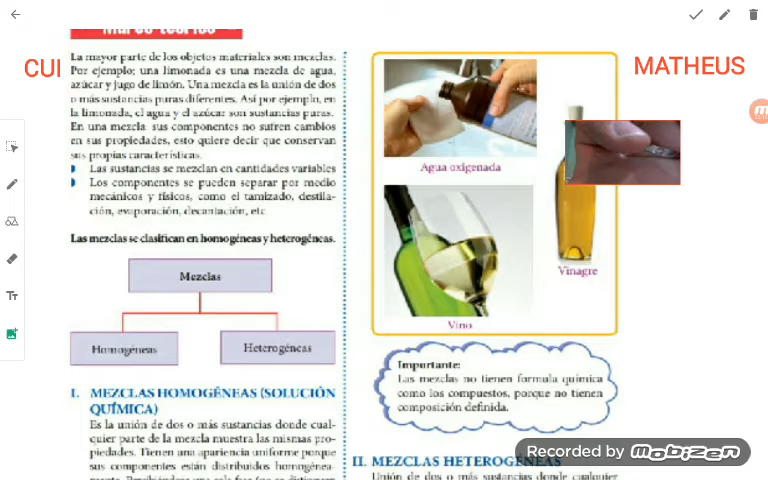 CUI
MATHEUS
Marco teórico
La mayor parte de los objetos materiales son mezclas.
Por ejemplo; una limonada es una mezcla de agua,
azúcar y jugo de limón. Una mezcla es la unión de dos
o más sustancias puras diferentes. Así por ejemplo, en
la limonada, el agua y el azúcar son sustancias puras.
En una mezcla: sus componentes no sufren cambios
en sus propiedades, esto quiere decir que conservan
sus propias características.
Las sustancias se mezclan en cantidades variables
Los componentes se pueden separar por medio
mecánicos y físicos, como el tamizado, destila-
ción, evaporación, decantación, etc
Las mezclas se clasifican en homogéneas y heterogéneas.
Mezclas
Homogéneas
Heterogéneas
I. MEZCLAS HOMOGÉNEAS (SOLUCIÓN
QUÍMICA)
Es la unión de dos o más sustancias donde cual-
quier parte de la mezcla muestra las mismas pro-
piedades. Tienen una apariencia uniforme porque
sus componentes están distribuidos homogénea-
Agua oxigenada
Vinagre
Vino
Importante:
Las mezclas no tienen formula química
como los compuestos, porque no tienen
composición definida.
II. MEZCLAS HETEROGÉNEAS
Unión de dos o más sustancias donde cualquier
Recorded by mobizen
Tт